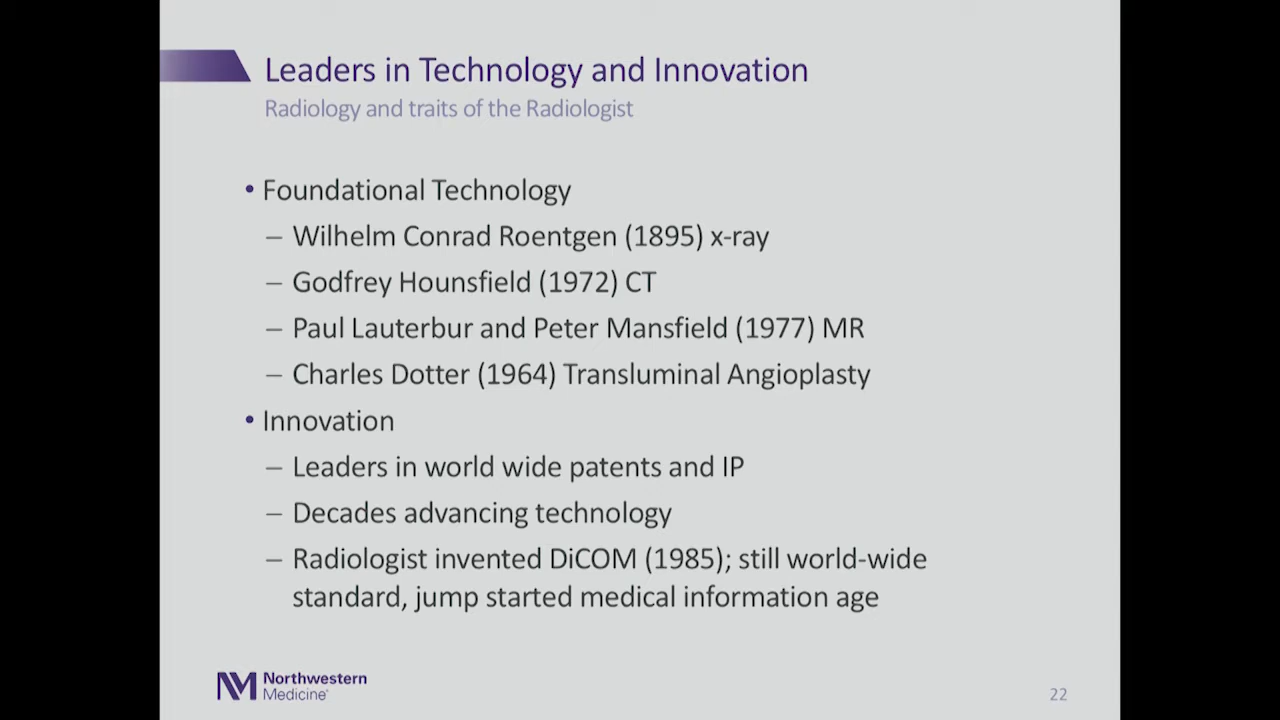 Leaders in Technology and Innovation
Radiology and traits of the Radiologist
• Foundational Technology
– Wilhelm Conrad Roentgen (1895) x-ray
– Godfrey Hounsfield (1972) CT
– Paul Lauterbur and Peter Mansfield (1977) MR
– Charles Dotter (1964) Transluminal Angioplasty
• Innovation
– Leaders in world wide patents and IP
– Decades advancing technology
– Radiologist invented DiCOM (1985); still world-wide
standard, jump started medical information age
NM Northwestern
Medicine®
22